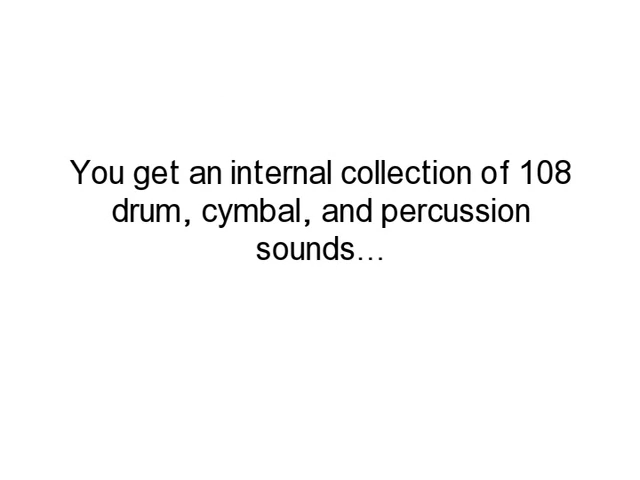 You get an internal collection of 108
drum, cymbal, and percussion
sounds...